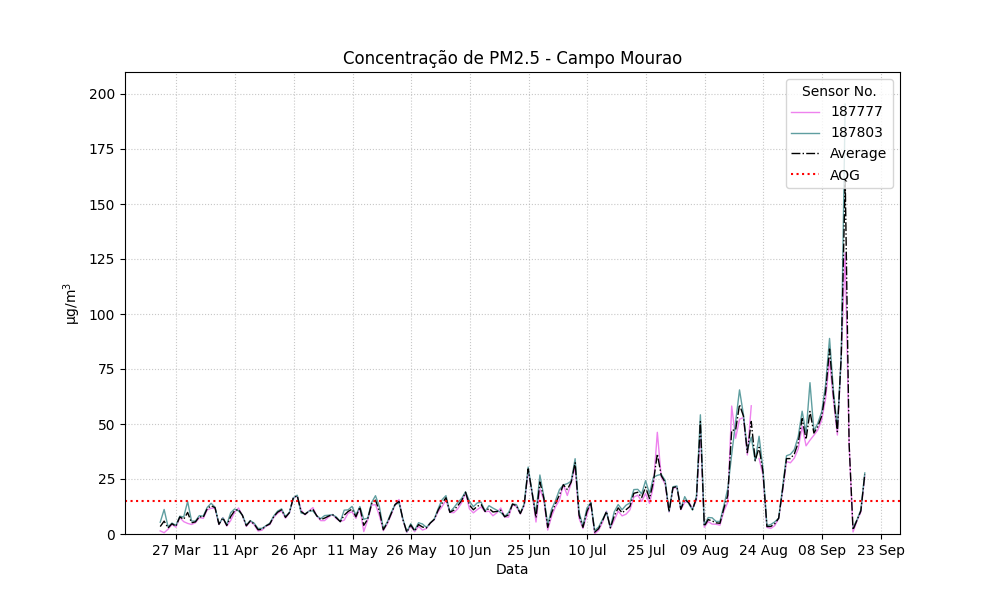 Concentração de PM2.5 - Campo Mourao
Sensor No.
187777
187803
Average
AQG
200
175
150
125
100
75
50
25
0
µg/m³
27 Mar 11 Apr 26 Apr 11 May 26 May 10 Jun 25 Jun 10 Jul 25 Jul 09 Aug 24 Aug 08 Sep 23 Sep
Data